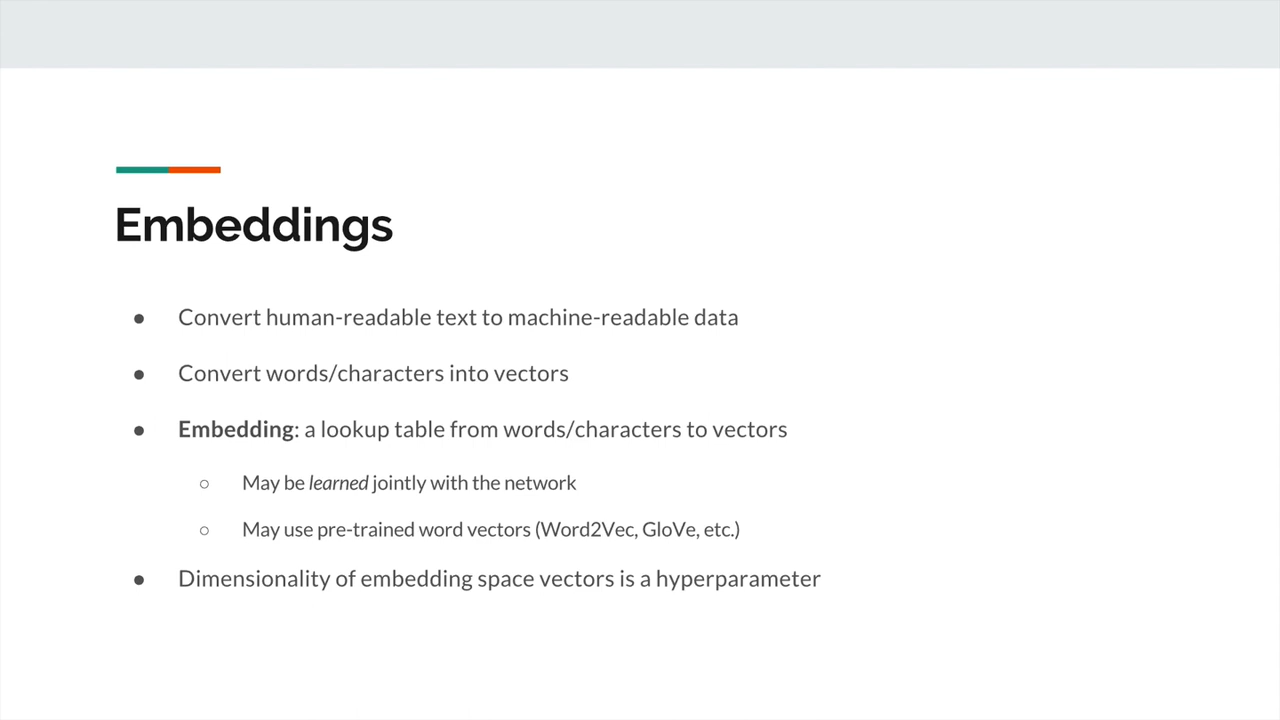 Embeddings
● Convert human-readable text to machine-readable data
● Convert words/characters into vectors
● Embedding: a lookup table from words/characters to vectors
○ May be learned jointly with the network
○ May use pre-trained word vectors (Word2Vec, GloVe, etc.)
● Dimensionality of embedding space vectors is a hyperparameter